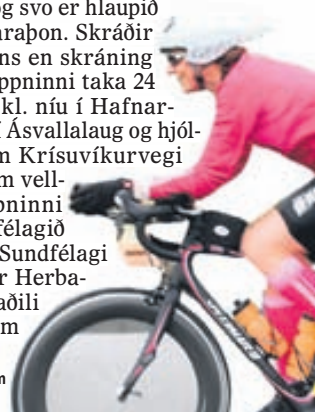 og svo er hlaupið
raþon. Skráðir
ns en skráning
ppninni taka 24
kl. níu í Hafnar-
í Ásvallalaug og hjól-
m Krísuvíkurvegi
m vell-
pninni
félagið
Sundfélagi
r Herba-
aðili
m
m